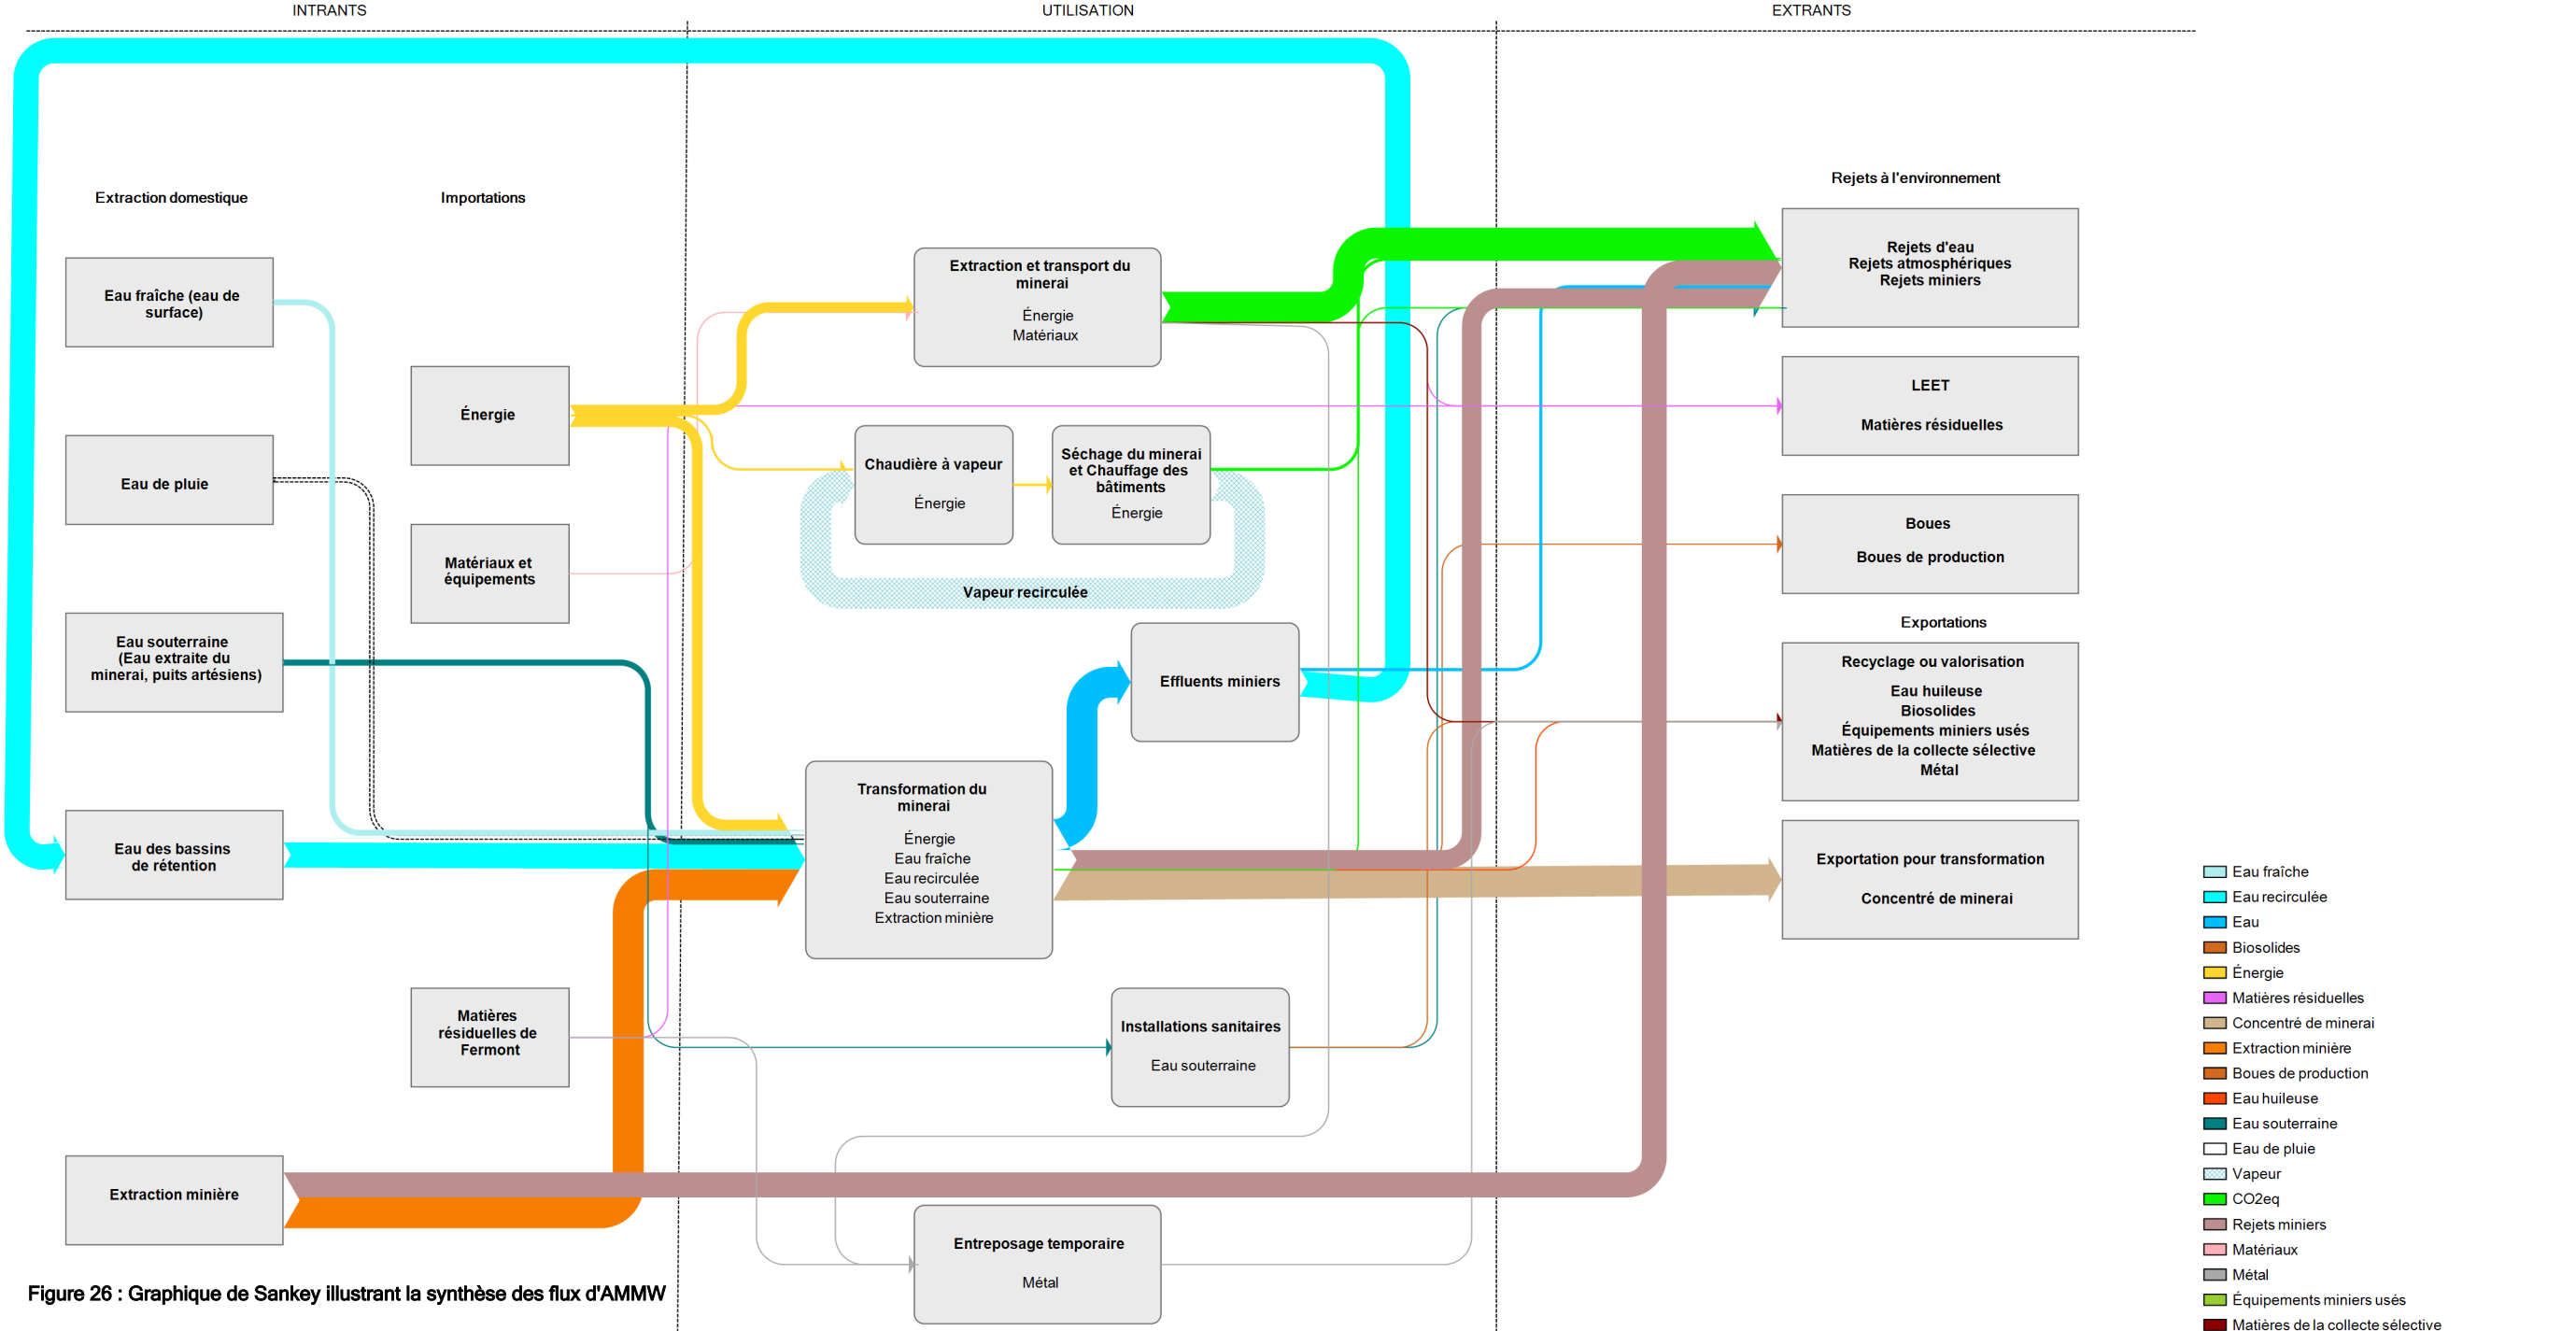 INTRANTS
UTILISATION
EXTRANTS
Extraction domestique
Importations
Rejets à l'environnement
Eau fraîche (eau de
surface)
Eau de pluie
Eau souterraine
(Eau extraite du
minerai, puits artésiens)
Eau des bassins
de rétention
Extraction minière
Énergie
Matériaux et
équipements
Matières
résiduelles de
Fermont
Extraction et transport du
minerai
Énergie
Matériaux
Chaudière à vapeur
Énergie
Séchage du minerai
et Chauffage des
bâtiments
Énergie
Vapeur recirculée
Effluents miniers
Transformation du
minerai
Énergie
Eau fraîche
Eau recirculée
Eau souterraine
Extraction minière
Installations sanitaires
Eau souterraine
Entreposage temporaire
Métal
Rejets d'eau
Rejets atmosphériques
Rejets miniers
LEET
Matières résiduelles
Boues
Boues de production
Exportations
Recyclage ou valorisation
Eau huileuse
Biosolides
Équipements miniers usés
Matières de la collecte sélective
Métal
Exportation pour transformation
Concentré de minerai
Eau fraîche
Eau recirculée
Eau
Biosolides
Énergie
Matières résiduelles
Concentré de minerai
Extraction minière
Boues de production
Eau huileuse
Eau souterraine
Eau de pluie
Vapeur
CO2eq
Rejets miniers
Matériaux
Métal
Équipements miniers usés
Matières de la collecte sélective
Figure 26 : Graphique de Sankey illustrant la synthèse des flux d'AMMW